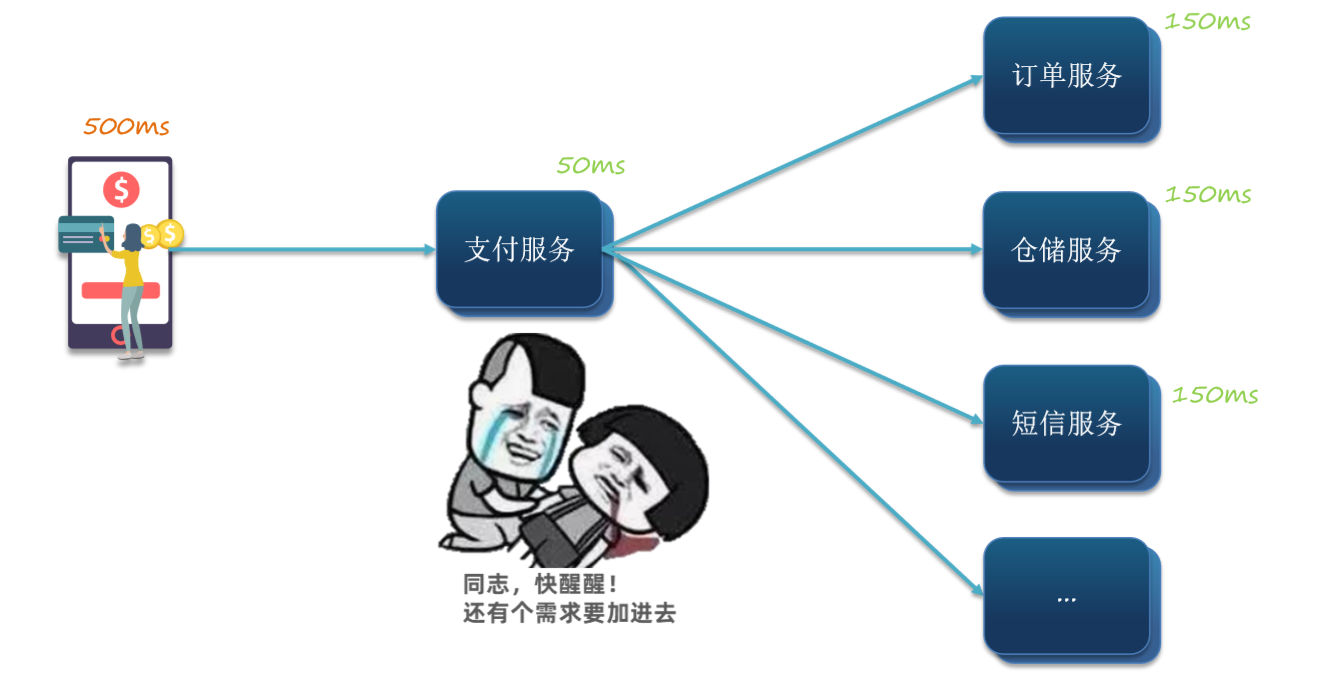 150ms
订单服务
500ms
50ms
150ms
$
$
$
支付服务
仓储服务
150ms
短信服务
同志，快醒醒！
还有个需求要加进去
...